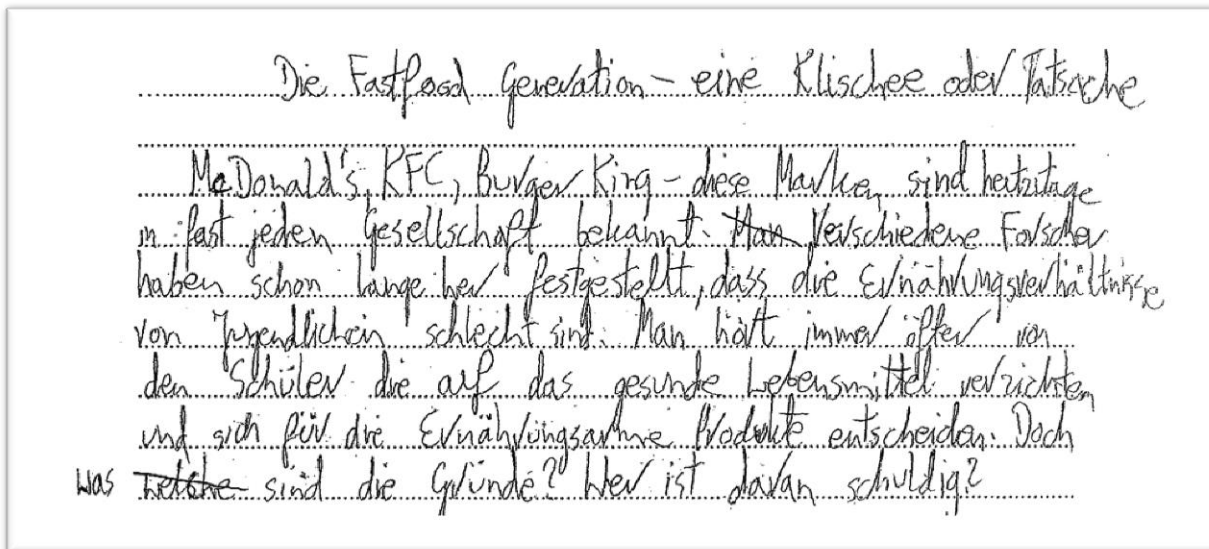 Die Fastfood Generation – eine Klischee oder Tatsache
McDonald's, KFC, Burger King – diese Marken sind heutzutage
in fast jeden Gesellschaft bekannt. Man Verschiedene Forscher
haben schon lange her festgestellt, dass die Ernährungsverhältnisse
von Jugendlichen schlecht sind. Man hört immer öfter von
den Schüler die auf das gesunde Lebensmittel verzichten
und sich für die Ernährungsarme Produkte entscheiden. Doch
was welche sind die Gründe? Wer ist daran schuldig?